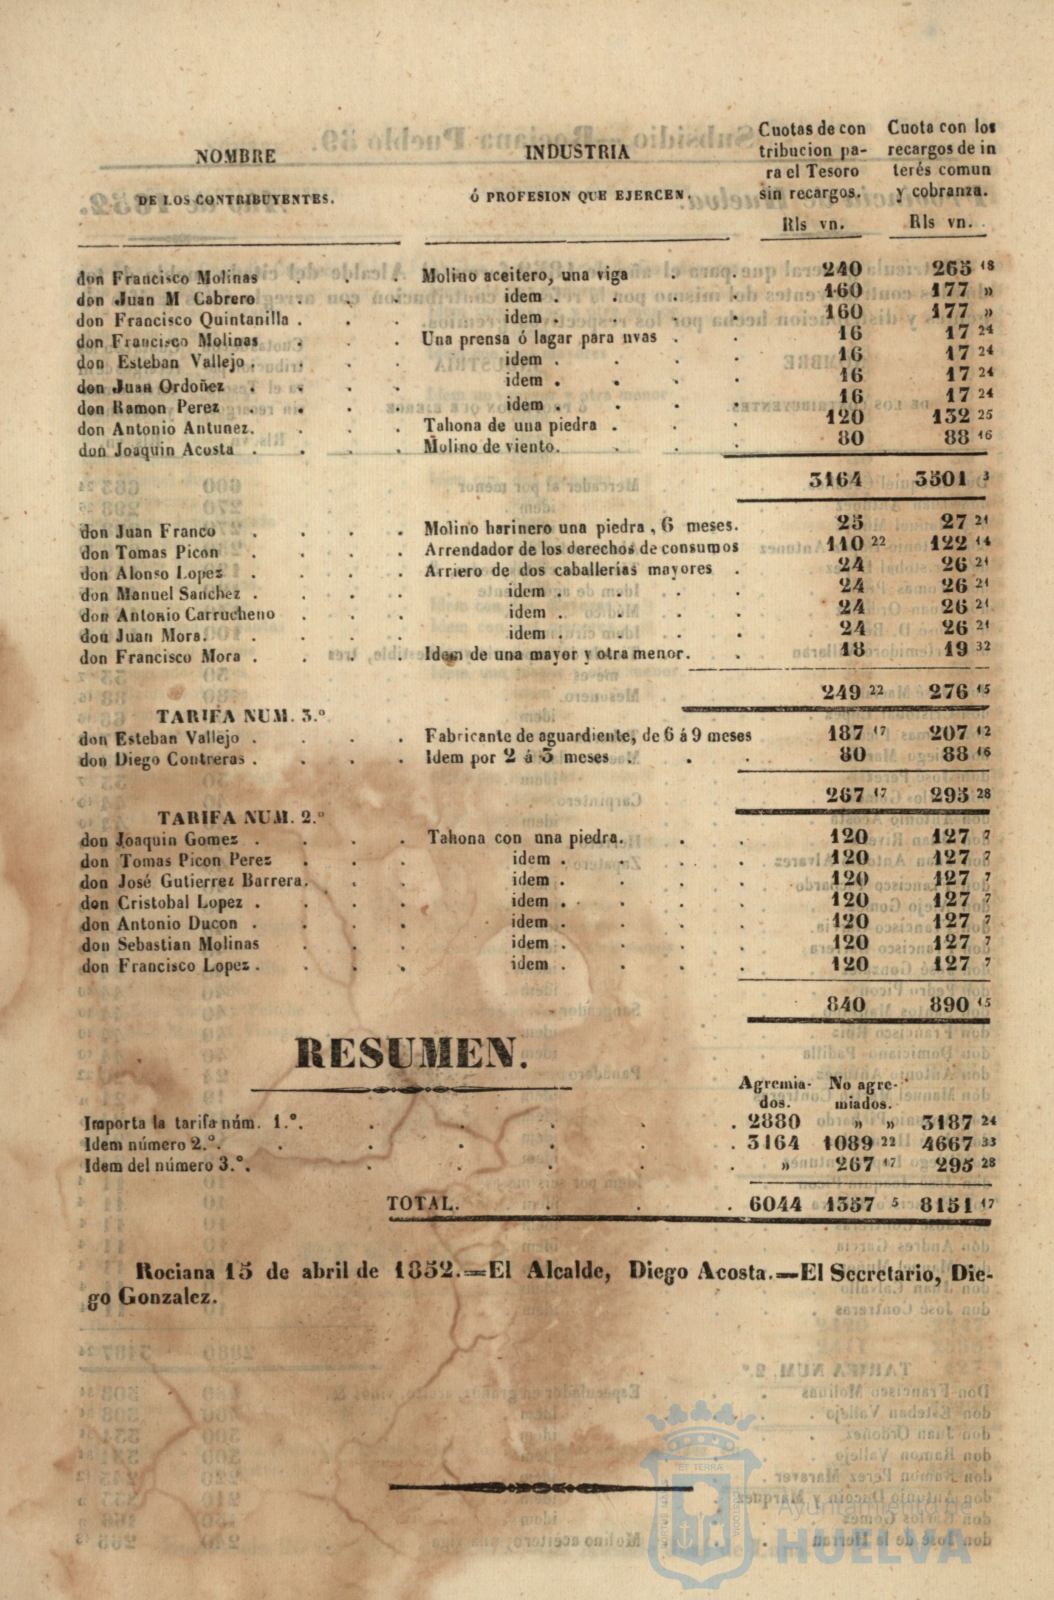 NOMBRE
DE LOS CONTRIBUYENTES.
INDUSTRIA
Ó PROFESION QUE EJERCEN.
Cuotas de con
tribucion pa-
ra el Tesoro
sin recargos.
Rls vn.
Cuota con los
recargos de in
terés comun
y cobranza.
Rls vn.
don Francisco Molinas . . . Molino aceitero, una viga . . 240 265 18
don Juan M Cabrero . . . idem . . . . 160 177 »
don Francisco Quintanilla . . . idem . . . . 160 177 »
don Francisco Molinas . . . Una prensa ó lagar para uvas . . 16 17 24
don Esteban Vallejo . . . . idem . . . . 16 17 24
don Juan Ordoñez . . . . idem . . . . 16 17 24
don Ramon Perez . . . . idem . . . . 16 17 24
don Antonio Antunez. . . . Tahona de una piedra . . . 120 132 25
don Joaquin Acosta . . . . Molino de viento. . . . 80 88 16
3164 3501 3
don Juan Franco . . . . Molino harinero una piedra, 6 meses. 25 27 21
don Tomas Picon . . . . Arrendador de los derechos de consumos 110 22 122 14
don Alonso Lopez . . . . Arriero de dos caballerias mayores . 24 26 21
don Manuel Sanchez . . . . idem . . . . 24 26 21
don Antonio Carrucheno . . . idem . . . . 24 26 21
don Juan Mora. . . . . idem . . . . 24 26 21
don Francisco Mora . . . . Idem de una mayor y otra menor. . 18 19 32
249 22 276 15
TARIFA NUM. 3.º
don Esteban Vallejo . . . . Fabricante de aguardiente, de 6 á 9 meses 187 17 207 12
don Diego Contreras . . . . Idem por 2 á 3 meses . . . 80 88 16
267 17 295 28
TARIFA NUM. 2.º
don Joaquin Gomez . . . . Tahona con una piedra. . . 120 127 7
don Tomas Picon Perez . . . idem . . . . 120 127 7
don José Gutierrez Barrera. . . idem . . . . 120 127 7
don Cristobal Lopez . . . . idem . . . . 120 127 7
don Antonio Ducon . . . . idem . . . . 120 127 7
don Sebastian Molinas . . . idem . . . . 120 127 7
don Francisco Lopez . . . . idem . . . . 120 127 7
840 890 15
RESUMEN.
Agremia-
dos.
No agre-
miados.
Importa la tarifa núm. 1.º. . . . . . 2880 » » 3187 24
Idem número 2.º. . . . . . 3164 1089 22 4667 33
Idem del número 3.º. . . . . » 267 17 295 28
TOTAL. . . . 6044 1357 5 8151 17
Rociana 15 de abril de 1852.=El Alcalde, Diego Acosta.=El Secretario, Die-
go Gonzalez.
Ayuntamiento de
HUELVA